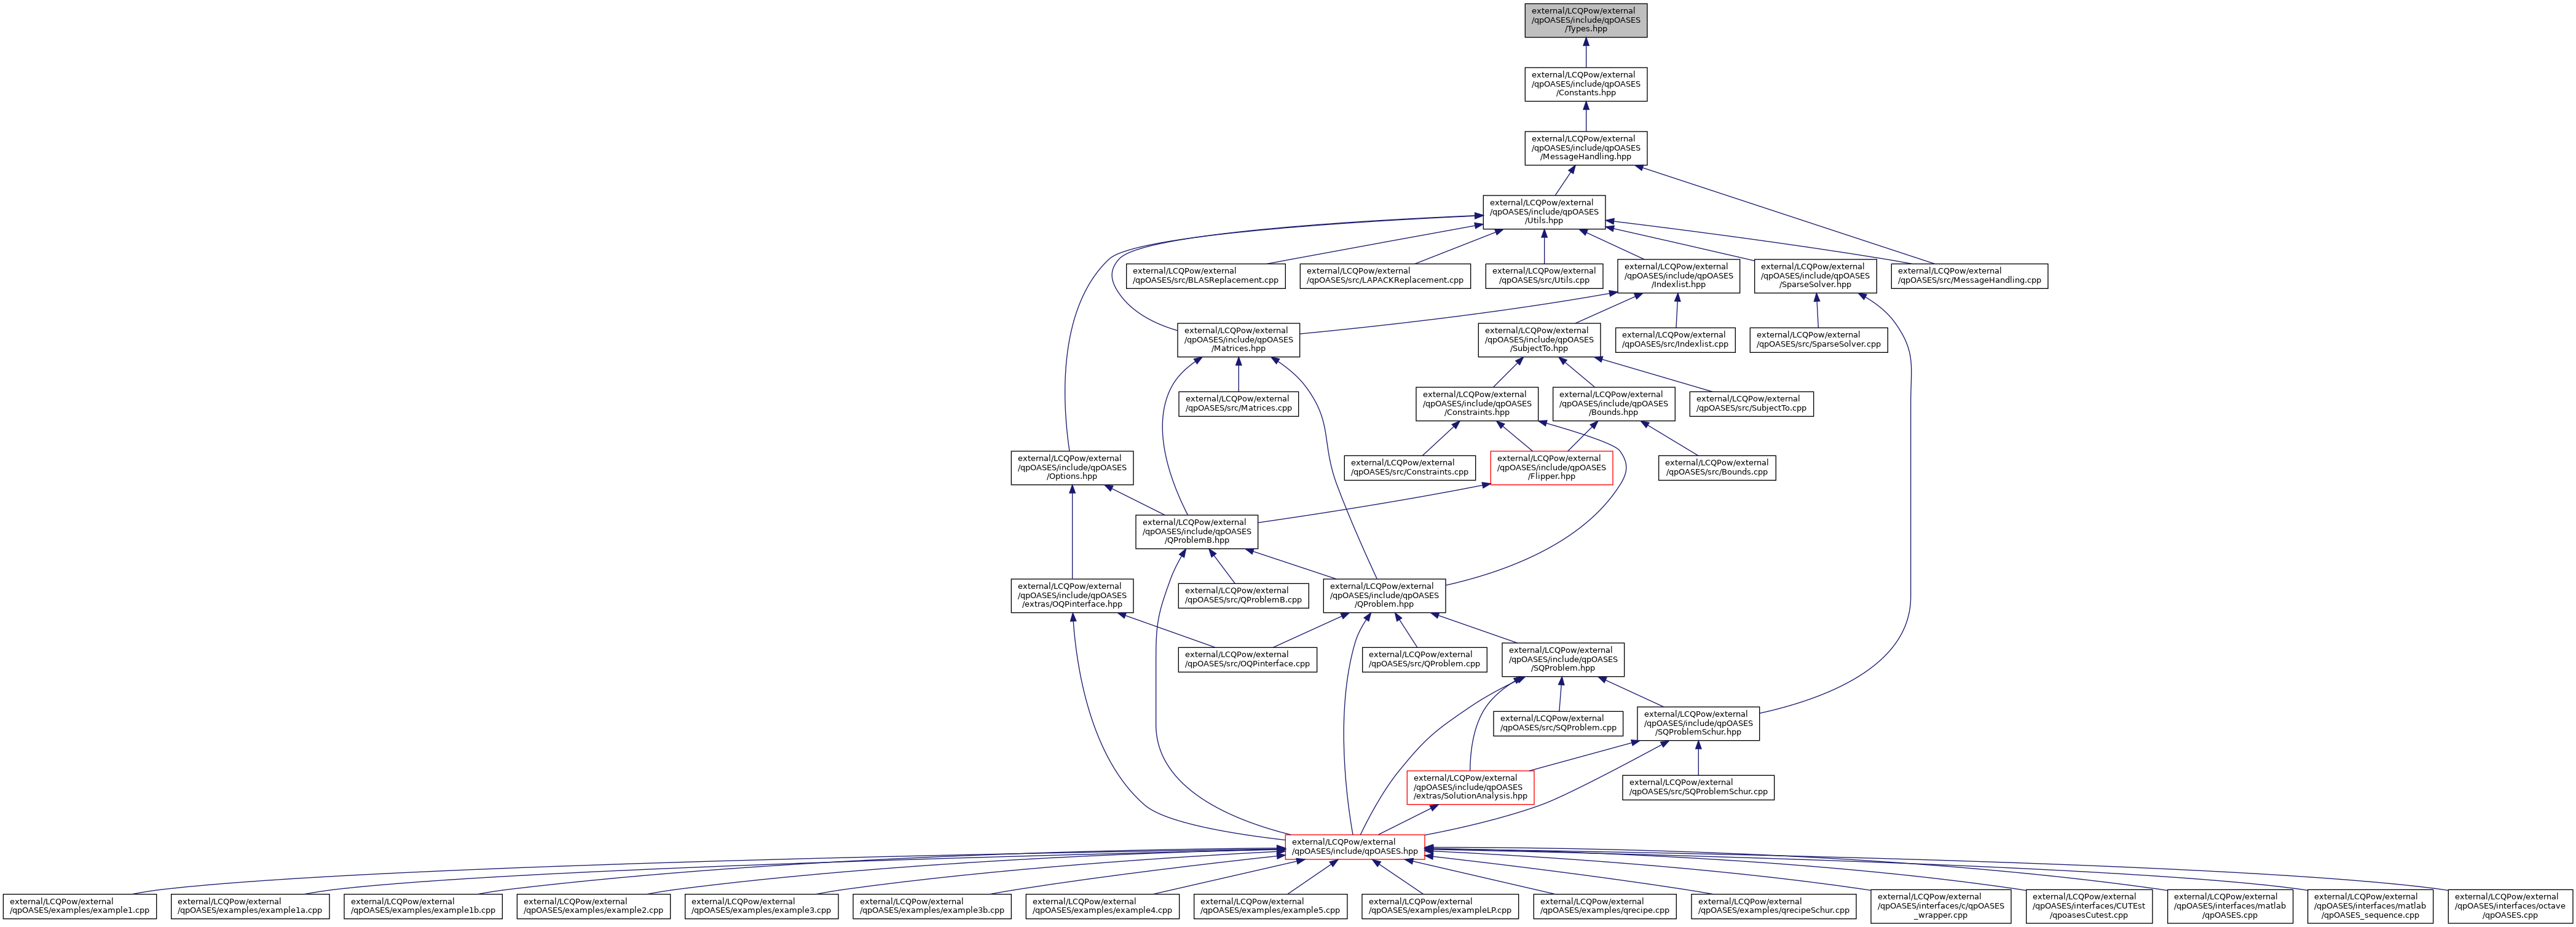 external/LCQPow/external
/qpOASES/include/qpOASES
/Types.hpp
external/LCQPow/external
/qpOASES/include/qpOASES
/Constants.hpp
external/LCQPow/external
/qpOASES/include/qpOASES
/MessageHandling.hpp
external/LCQPow/external
/qpOASES/include/qpOASES
/Utils.hpp
external/LCQPow/external
/qpOASES/src/BLASReplacement.cpp
external/LCQPow/external
/qpOASES/src/LAPACKReplacement.cpp
external/LCQPow/external
/qpOASES/src/Utils.cpp
external/LCQPow/external
/qpOASES/include/qpOASES
/Indexlist.hpp
external/LCQPow/external
/qpOASES/include/qpOASES
/SparseSolver.hpp
external/LCQPow/external
/qpOASES/src/MessageHandling.cpp
external/LCQPow/external
/qpOASES/include/qpOASES
/Matrices.hpp
external/LCQPow/external
/qpOASES/include/qpOASES
/SubjectTo.hpp
external/LCQPow/external
/qpOASES/src/Indexlist.cpp
external/LCQPow/external
/qpOASES/src/SparseSolver.cpp
external/LCQPow/external
/qpOASES/src/Matrices.cpp
external/LCQPow/external
/qpOASES/include/qpOASES
/Constraints.hpp
external/LCQPow/external
/qpOASES/include/qpOASES
/Bounds.hpp
external/LCQPow/external
/qpOASES/src/SubjectTo.cpp
external/LCQPow/external
/qpOASES/include/qpOASES
/Options.hpp
external/LCQPow/external
/qpOASES/src/Constraints.cpp
external/LCQPow/external
/qpOASES/include/qpOASES
/Flipper.hpp
external/LCQPow/external
/qpOASES/src/Bounds.cpp
external/LCQPow/external
/qpOASES/include/qpOASES
/QProblemB.hpp
external/LCQPow/external
/qpOASES/include/qpOASES
/extras/OQPinterface.hpp
external/LCQPow/external
/qpOASES/src/QProblemB.cpp
external/LCQPow/external
/qpOASES/include/qpOASES
/QProblem.hpp
external/LCQPow/external
/qpOASES/src/OQPinterface.cpp
external/LCQPow/external
/qpOASES/src/QProblem.cpp
external/LCQPow/external
/qpOASES/include/qpOASES
/SQProblem.hpp
external/LCQPow/external
/qpOASES/src/SQProblem.cpp
external/LCQPow/external
/qpOASES/include/qpOASES
/SQProblemSchur.hpp
external/LCQPow/external
/qpOASES/include/qpOASES
/extras/SolutionAnalysis.hpp
external/LCQPow/external
/qpOASES/src/SQProblemSchur.cpp
external/LCQPow/external
/qpOASES/include/qpOASES.hpp
external/LCQPow/external
/qpOASES/examples/example1.cpp
external/LCQPow/external
/qpOASES/examples/example1a.cpp
external/LCQPow/external
/qpOASES/examples/example1b.cpp
external/LCQPow/external
/qpOASES/examples/example2.cpp
external/LCQPow/external
/qpOASES/examples/example3.cpp
external/LCQPow/external
/qpOASES/examples/example3b.cpp
external/LCQPow/external
/qpOASES/examples/example4.cpp
external/LCQPow/external
/qpOASES/examples/example5.cpp
external/LCQPow/external
/qpOASES/examples/exampleLP.cpp
external/LCQPow/external
/qpOASES/examples/qrecipe.cpp
external/LCQPow/external
/qpOASES/examples/qrecipeSchur.cpp
external/LCQPow/external
/qpOASES/interfaces/c/qpOASES
_wrapper.cpp
external/LCQPow/external
/qpOASES/interfaces/CUTEst
/qpoasesCutest.cpp
external/LCQPow/external
/qpOASES/interfaces/matlab
/qpOASES.cpp
external/LCQPow/external
/qpOASES/interfaces/matlab
/qpOASES_sequence.cpp
external/LCQPow/external
/qpOASES/interfaces/octave
/qpOASES.cpp